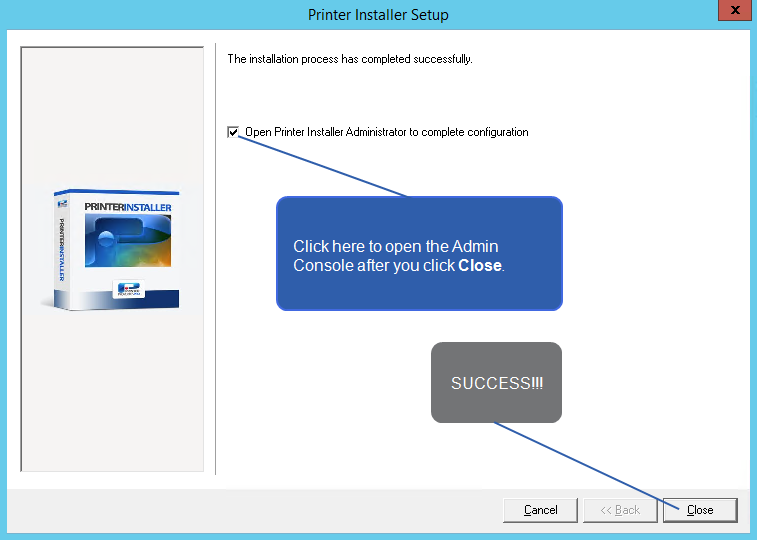 Printer Installer Setup
x
The installation process has completed successfully.
Open Printer Installer Administrator to complete configuration
PRINTERINSTALLER
PRINTERINSTALLER
Click here to open the Admin
Console after you click Close.
SUCCESS!!!
Cancel
<< Back
Close